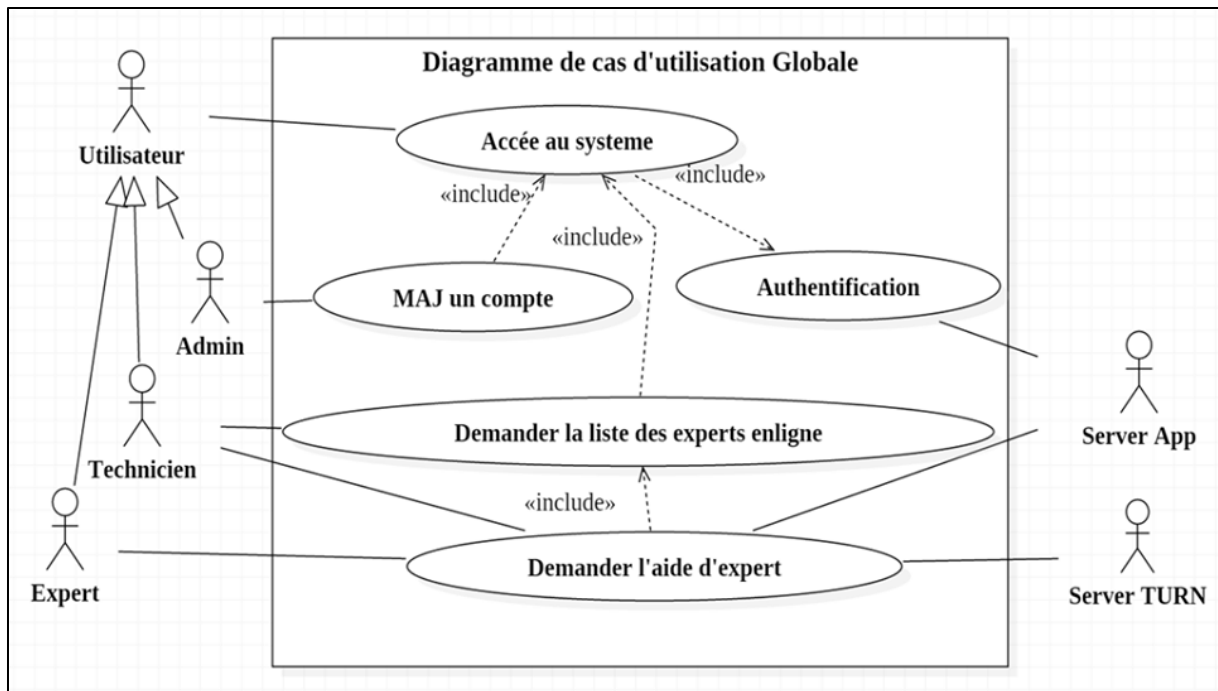 Diagramme de cas d'utilisation Globale
Accée au systeme
Utilisateur
«include»
«include»
«include»
MAJ un compte
Authentification
Admin
Demander la liste des experts enligne
Server App
Technicien
«include»
Demander l'aide d'expert
Expert
Server TURN